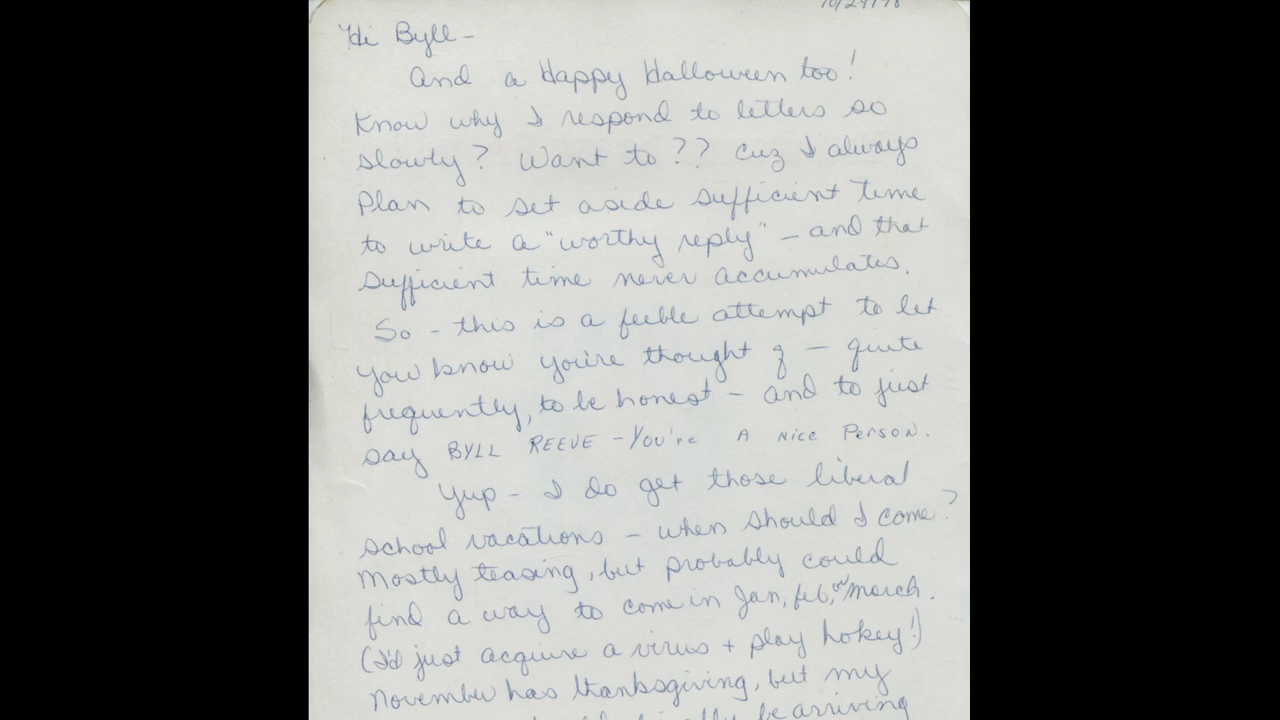 Hi Byll -
And a Happy Halloween too!
Know why I respond to letters so
slowly? Want to?? cuz I always
Plan to set aside sufficient time
to write a "worthy reply" - and that
sufficient time never accumulates.
So - this is a feeble attempt to let
you know you're thought of - quite
frequently, to be honest - and to just
say BYLL REEVE - You're A Nice Person.
Yup - I do get those liberal
school vacations - when should I come?
Mostly teasing, but probably could
find a way to come in Jan, feb, or March.
(I'd just acquire a virus + play hokey!)
November has thanksgiving, but my
be arriving